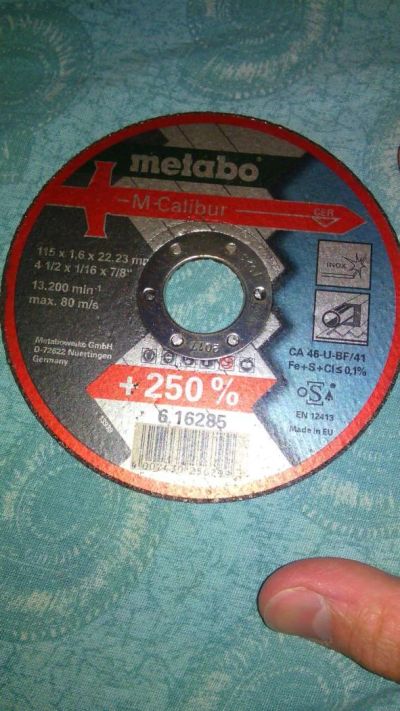 metabo
M-Calibur
CER
115 x 1,6 x 22,23 mm
4 1/2 x 1/16 x 7/8"
13.200 min⁻¹
max. 80 m/s
INOX
Metabowerke GmbH
D-72622 Nuertingen
Germany
CA 46-U-BF/41
Fe+S+Cl≤0,1%
+ 250 %
6.16285
oSa
EN 12413
Made in EU